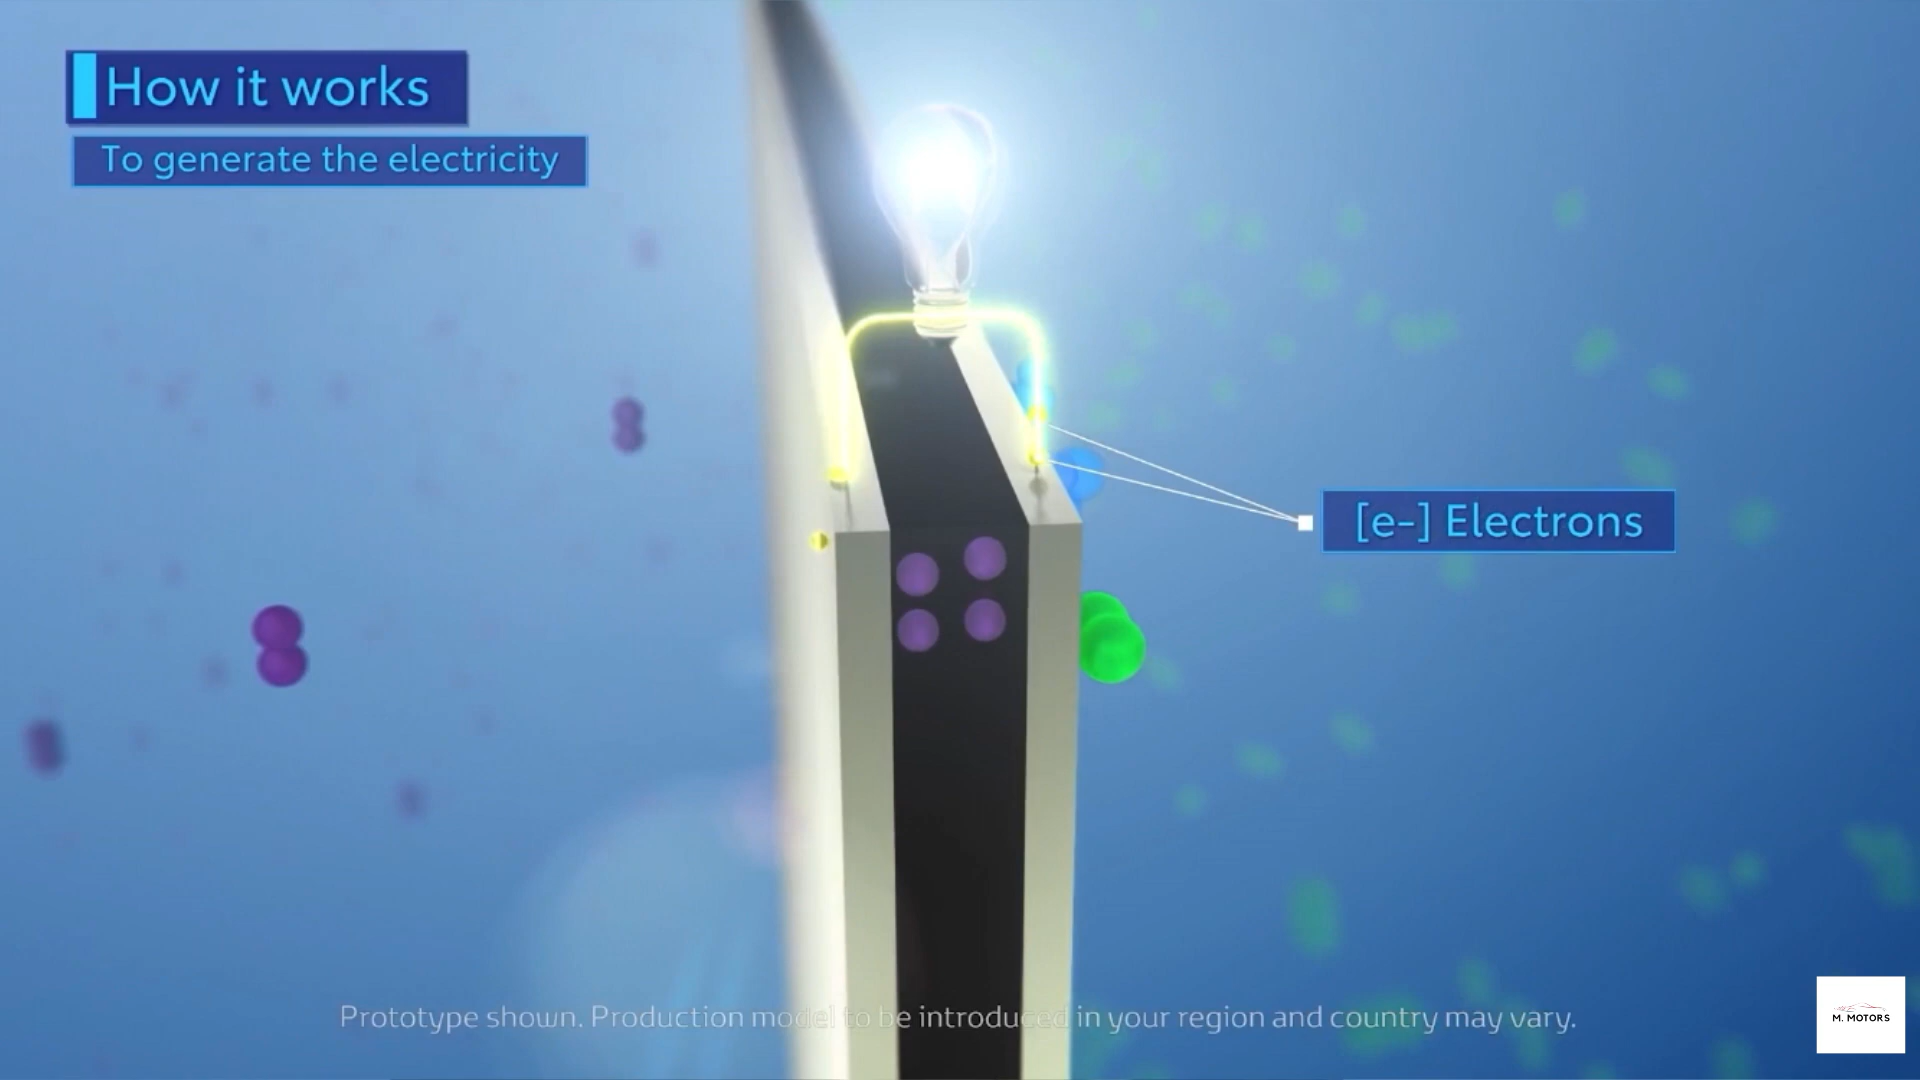 How it works
To generate the electricity
[e-] Electrons
Prototype shown. Production model to be introduced in your region and country may vary.
M. MOTORS